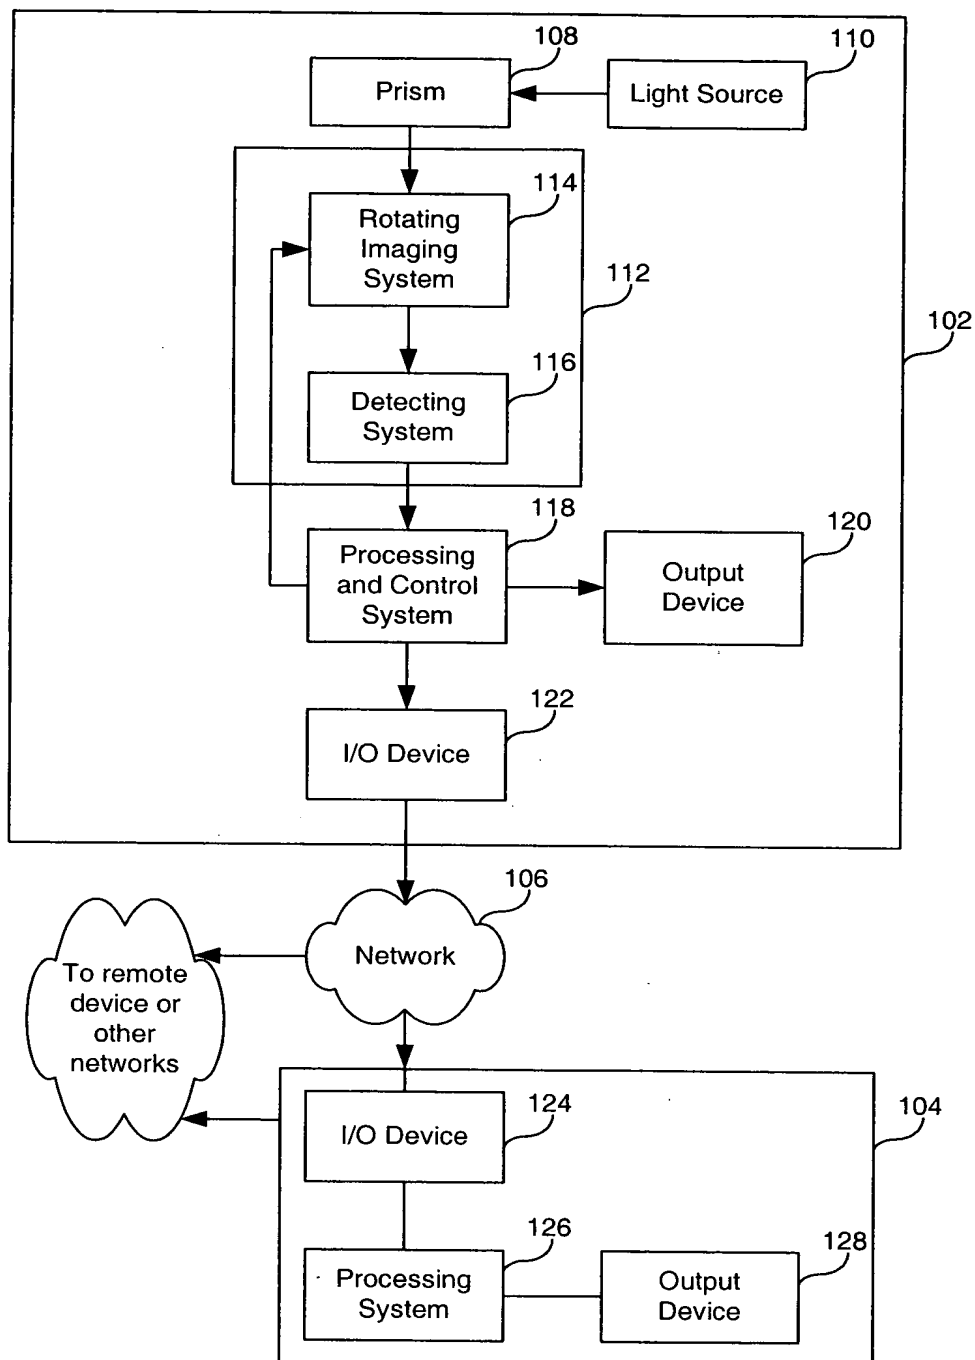 108
110
Prism
Light Source
114
Rotating
Imaging
System
112
102
116
Detecting
System
118
120
Processing
and Control
System
Output
Device
122
I/O Device
106
Network
To remote
device or
other
networks
124
104
I/O Device
126
128
Processing
System
Output
Device